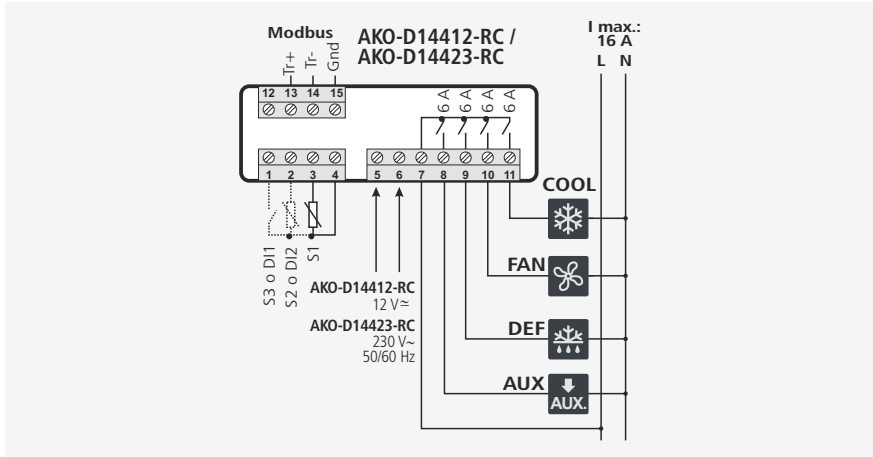 Modbus
AKO-D14412-RC /
AKO-D14423-RC
I max.:
16 A
L N
Tr+
Tr-
Gnd
12 13 14 15
6 A
6 A
6 A
6 A
1 2 3 4
5 6 7 8 9 10 11
S3 o DI1
S2 o DI2
S1
AKO-D14412-RC
12 V≂
AKO-D14423-RC
230 V~
50/60 Hz
COOL
FAN
DEF
AUX
AUX.